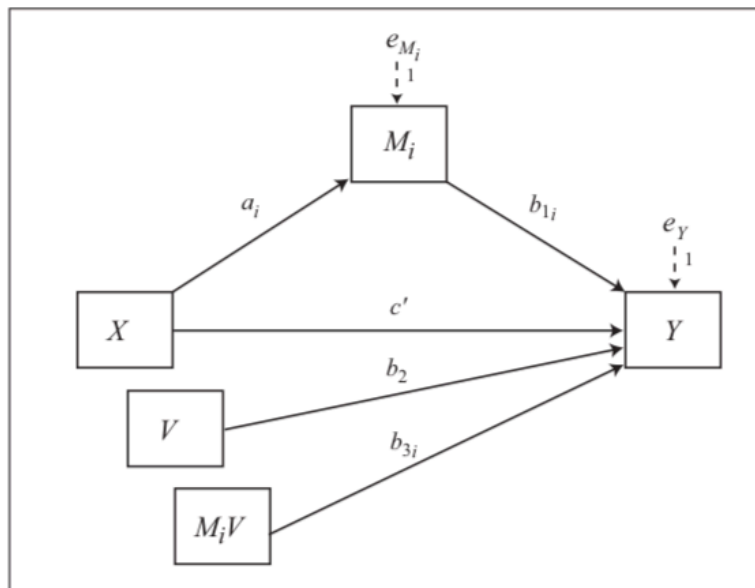 e_{M_i}
1
M_i
a_i
b_{1i}
e_Y
1
X
c′
Y
b_2
V
b_{3i}
M_iV